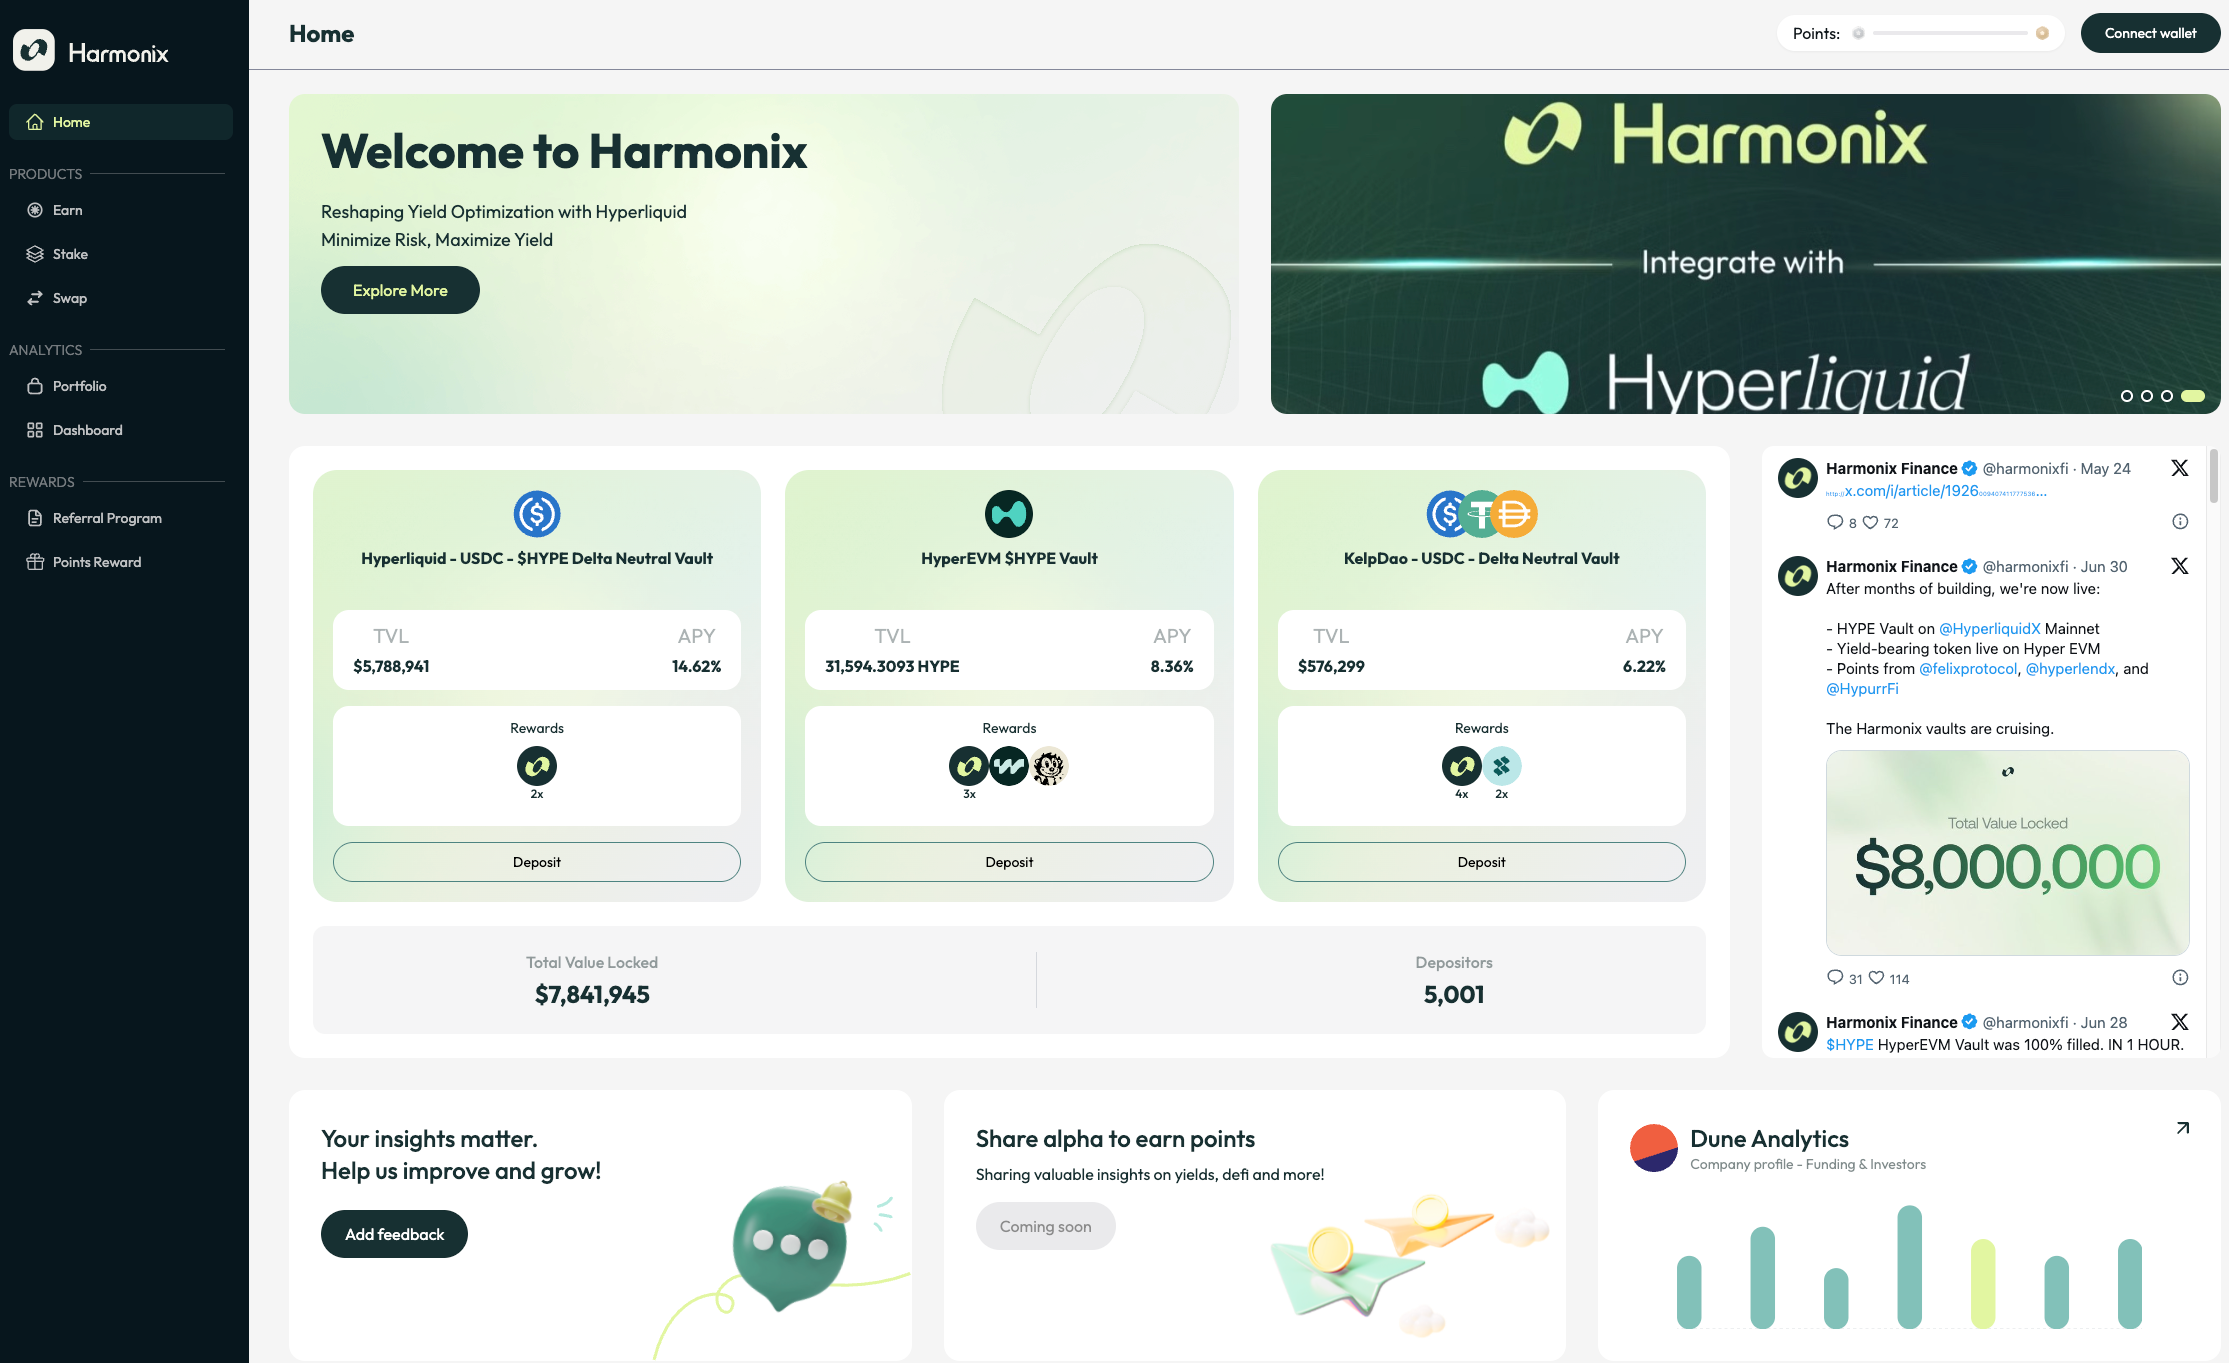 Harmonix
Home
PRODUCTS
Earn
Stake
Swap
ANALYTICS
Portfolio
Dashboard
REWARDS
Referral Program
Points Reward
Home
Points:
Connect wallet
Welcome to Harmonix
Reshaping Yield Optimization with Hyperliquid
Minimize Risk, Maximize Yield
Explore More
Harmonix
Integrate with
Hyperliquid
Hyperliquid - USDC - $HYPE Delta Neutral Vault
TVL APY
$5,788,941 14.62%
Rewards
2x
Deposit
HyperEVM $HYPE Vault
TVL APY
31,594.3093 HYPE 8.36%
Rewards
3x
Deposit
KelpDao - USDC - Delta Neutral Vault
TVL APY
$576,299 6.22%
Rewards
4x 2x
Deposit
Total Value Locked
$7,841,945
Depositors
5,001
Harmonix Finance @harmonixfi · May 24
http://x.com/i/article/1926009407411777536…
8 72
Harmonix Finance @harmonixfi · Jun 30
After months of building, we're now live:
- HYPE Vault on @HyperliquidX Mainnet
- Yield-bearing token live on Hyper EVM
- Points from @felixprotocol, @hyperlendx, and
@HypurrFi
The Harmonix vaults are cruising.
Total Value Locked
$8,000,000
31 114
Harmonix Finance @harmonixfi · Jun 28
$HYPE HyperEVM Vault was 100% filled. IN 1 HOUR.
Your insights matter.
Help us improve and grow!
Add feedback
Share alpha to earn points
Sharing valuable insights on yields, defi and more!
Coming soon
Dune Analytics
Company profile - Funding & Investors